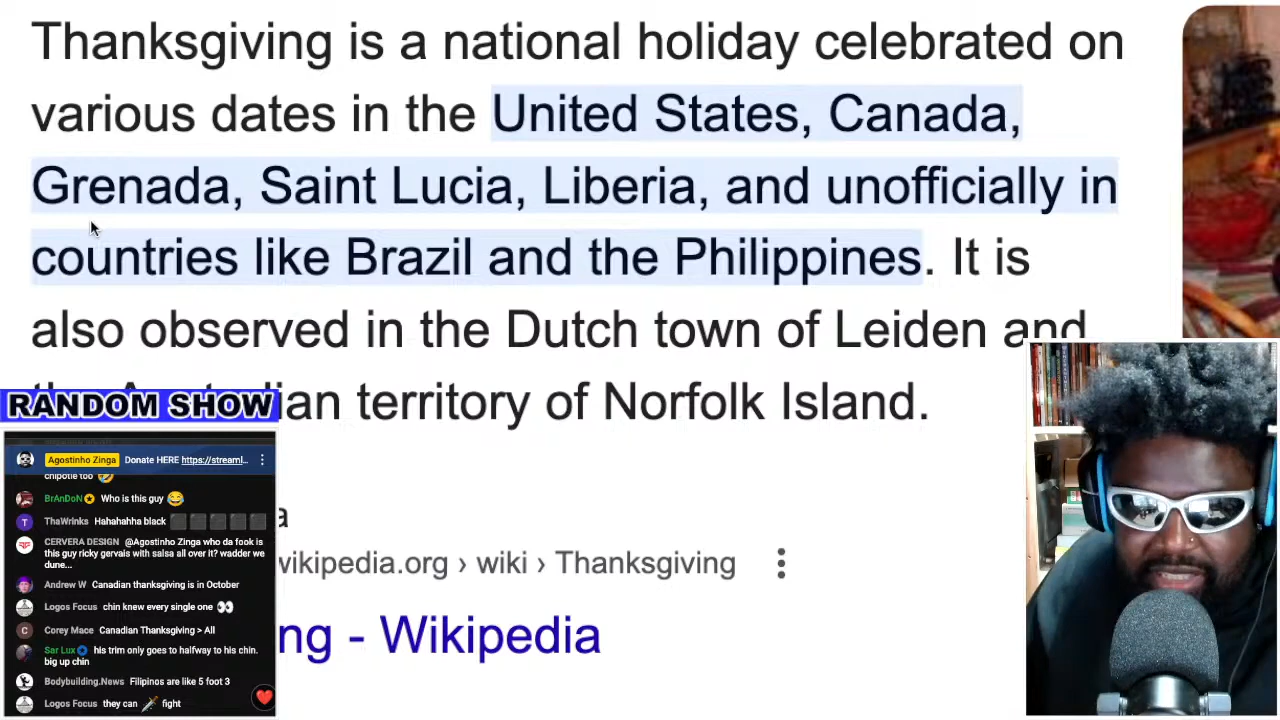 Thanksgiving is a national holiday celebrated on
various dates in the United States, Canada,
Grenada, Saint Lucia, Liberia, and unofficially in
countries like Brazil and the Philippines. It is
also observed in the Dutch town of Leiden and
territory of Norfolk Island.
wikipedia.org › wiki › Thanksgiving
- Wikipedia
RANDOM SHOW
Agostinho Zinga Donate HERE https://streaml...
chipotle too 🤣
BrAnDoN Who is this guy 😂
T ThaWrinks Hahahahha black
CERVERA DESIGN @Agostinho Zinga who da fook is
this guy ricky gervais with salsa all over it? wadder we
dune...
Andrew W Canadian thanksgiving is in October
Logos Focus chin knew every single one 👀
C Corey Mace Canadian Thanksgiving > All
Sar Lux his trim only goes to halfway to his chin.
big up chin
Bodybuilding.News Filipinos are like 5 foot 3
Logos Focus they can 🗡 fight